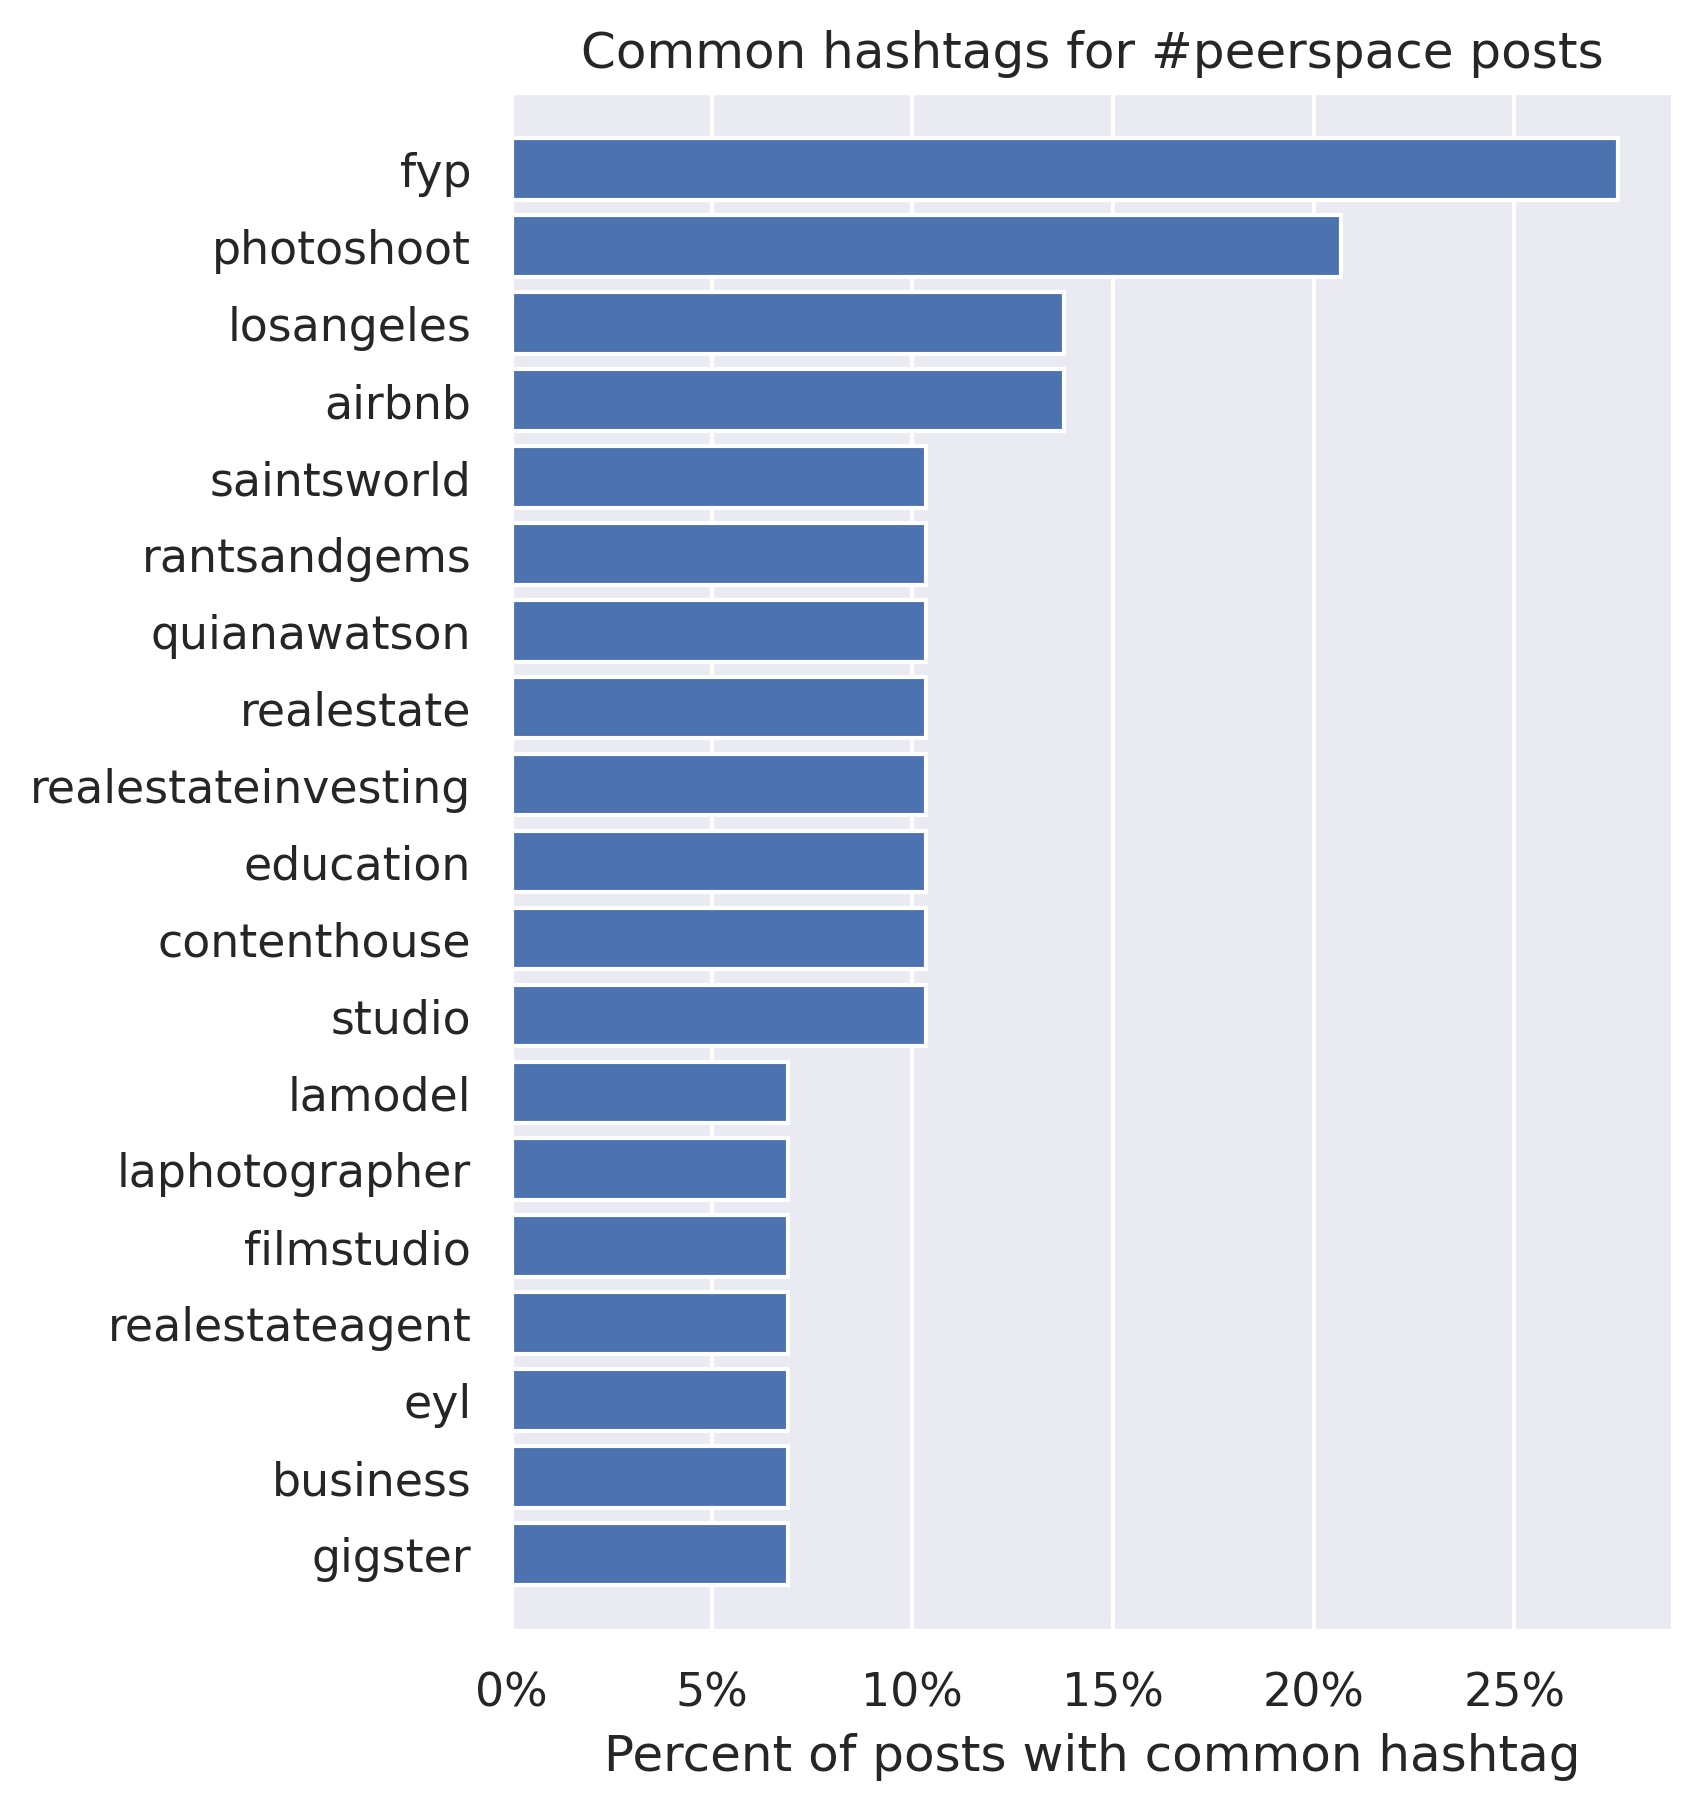 Common hashtags for #peerspace posts
fyp
photoshoot
losangeles
airbnb
saintsworld
rantsandgems
quianawatson
realestate
realestateinvesting
education
contenthouse
studio
lamodel
laphotographer
filmstudio
realestateagent
eyl
business
gigster
0% 5% 10% 15% 20% 25%
Percent of posts with common hashtag